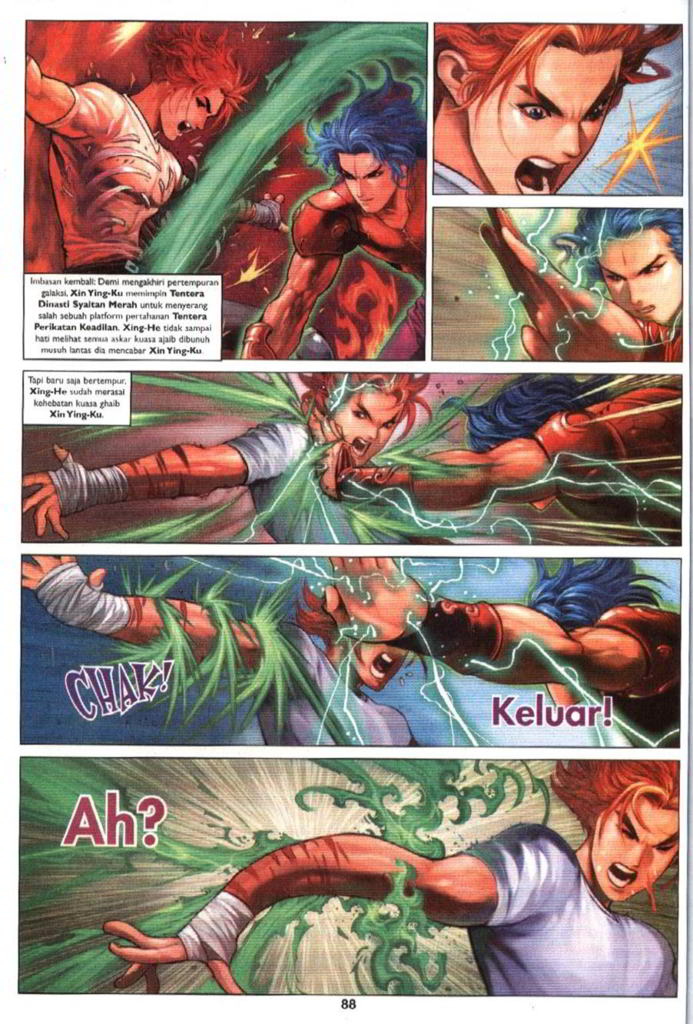 Imbasan kembali: Demi mengakhiri pertempuran
galaksi, Xin Ying-Ku memimpin Tentera
Dinasti Syaitan Merah untuk menyerang
salah sebuah platform pertahanan Tentera
Perikatan Keadilan. Xing-He tidak sampai
hati melihat semua askar kuasa ajaib dibunuh
musuh lantas dia mencabar Xin Ying-Ku.
Tapi baru saja bertempur,
Xing-He sudah merasai
kehebatan kuasa ghaib
Xin Ying-Ku.
CHAK!
Keluar!
Ah?
88